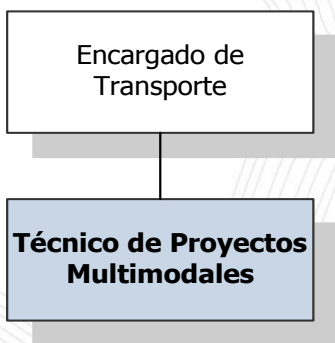 Encargado de
Transporte
Técnico de Proyectos
Multimodales